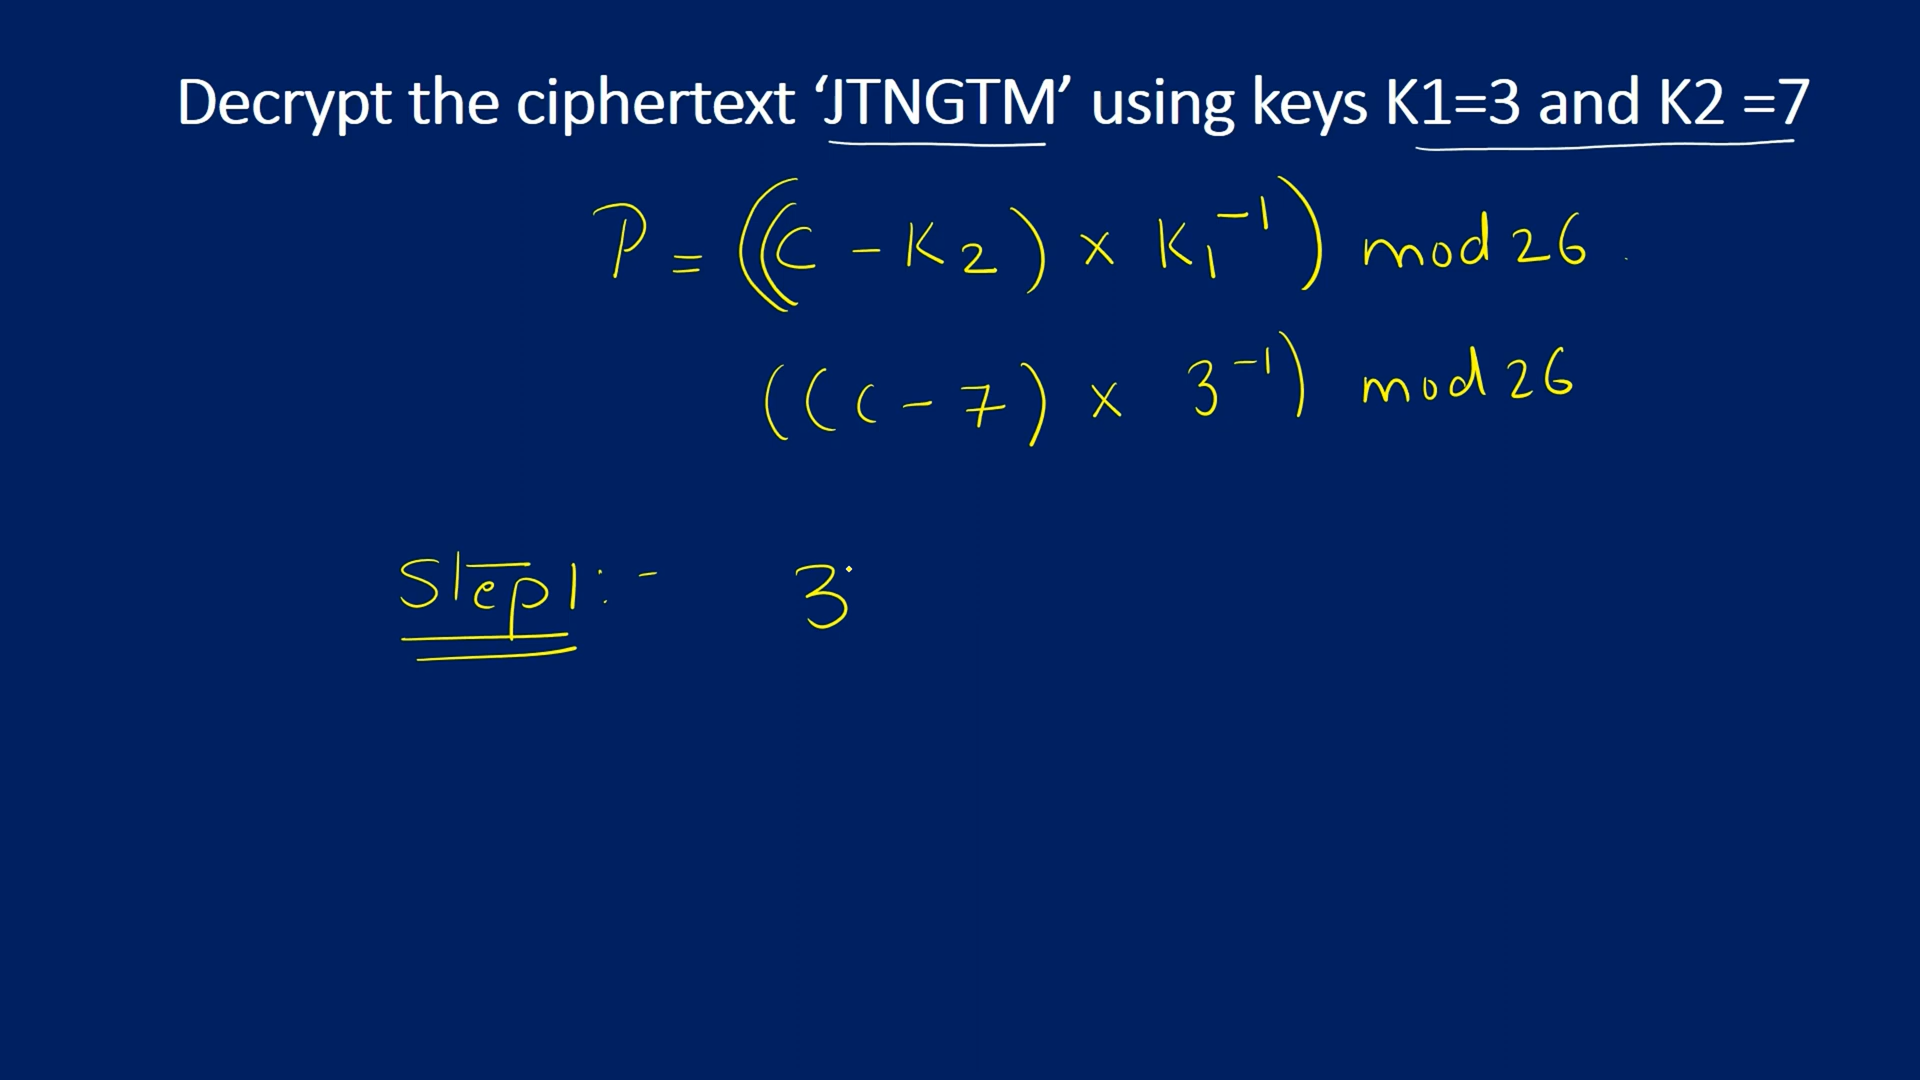 Decrypt the ciphertext ‘JTNGTM’ using keys K1=3 and K2 =7
P = ((C - K2) × K1^-1) mod 26
((C - 7) × 3^-1) mod 26
Step1:- 3